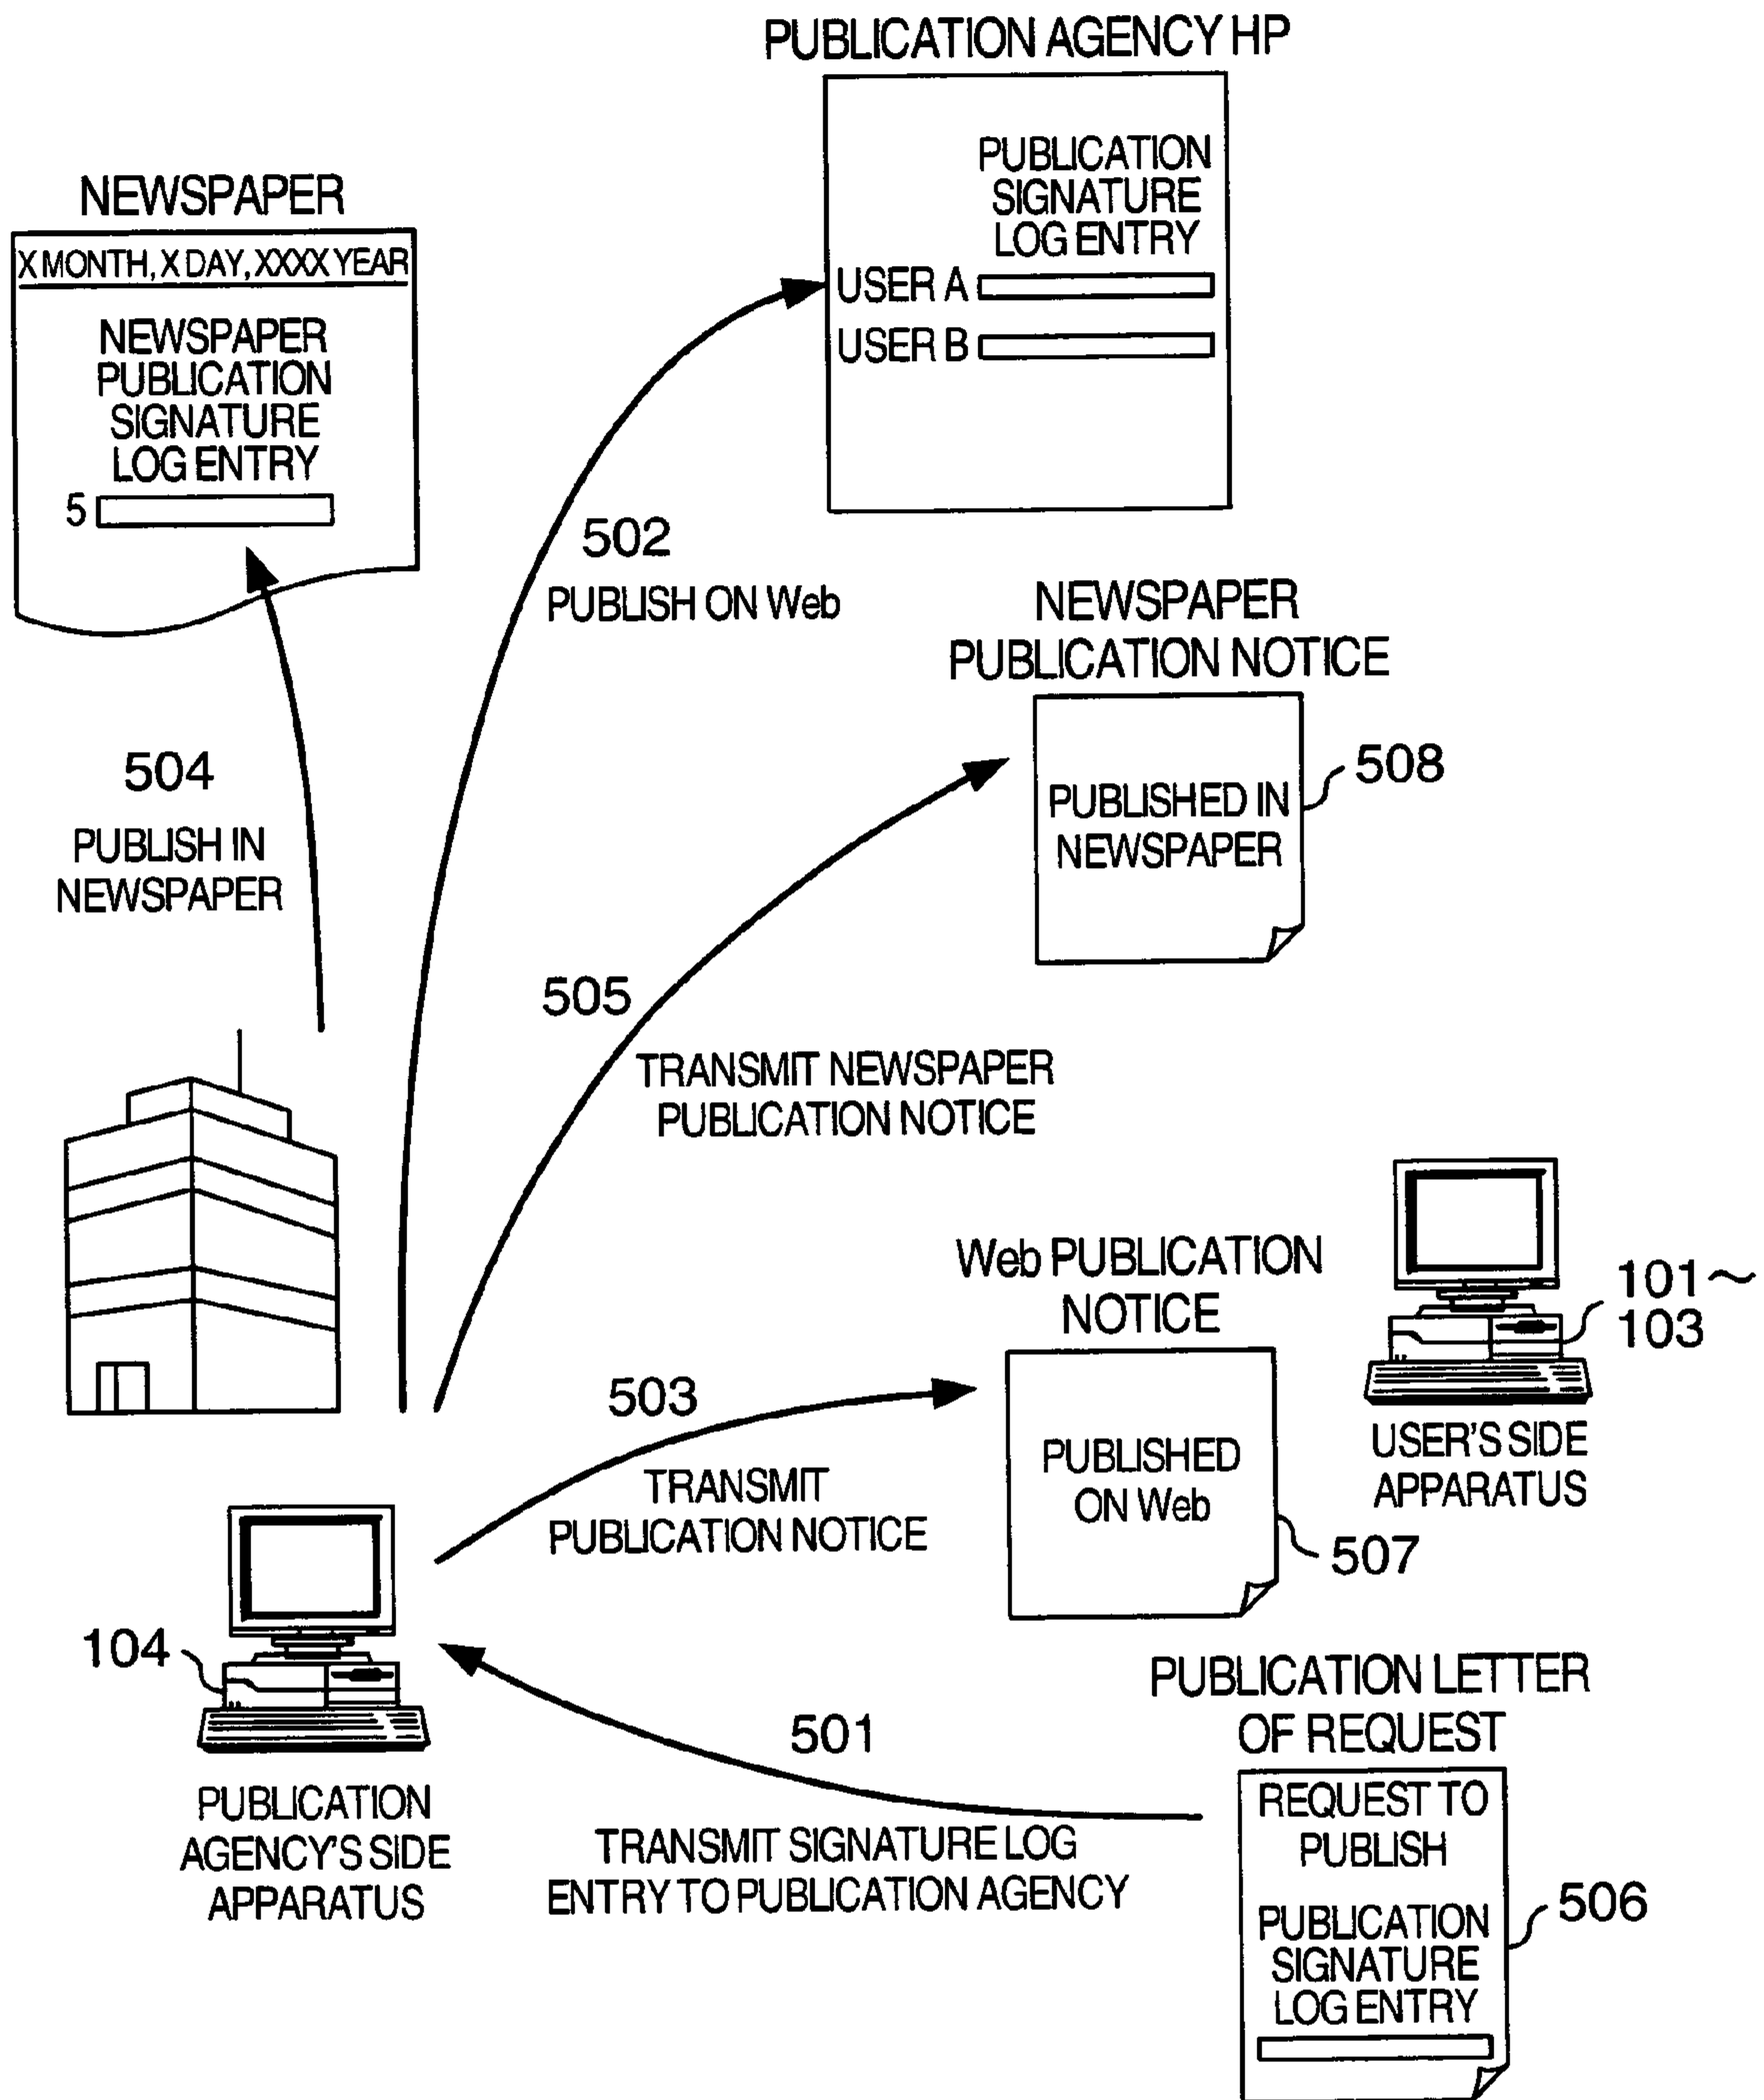 PUBLICATION AGENCY HP
PUBLICATION
SIGNATURE
LOG ENTRY
USER A
USER B
NEWSPAPER
X MONTH, X DAY, XXXX YEAR
NEWSPAPER
PUBLICATION
SIGNATURE
LOG ENTRY
5
502
PUBLISH ON Web
504
PUBLISH IN
NEWSPAPER
NEWSPAPER
PUBLICATION NOTICE
PUBLISHED IN
NEWSPAPER
508
505
TRANSMIT NEWSPAPER
PUBLICATION NOTICE
Web PUBLICATION
NOTICE
PUBLISHED
ON Web
507
101~
103
USER'S SIDE
APPARATUS
503
TRANSMIT
PUBLICATION NOTICE
104
PUBLICATION
AGENCY'S SIDE
APPARATUS
501
TRANSMIT SIGNATURE LOG
ENTRY TO PUBLICATION AGENCY
PUBLICATION LETTER
OF REQUEST
REQUEST TO
PUBLISH
PUBLICATION
SIGNATURE
LOG ENTRY
506